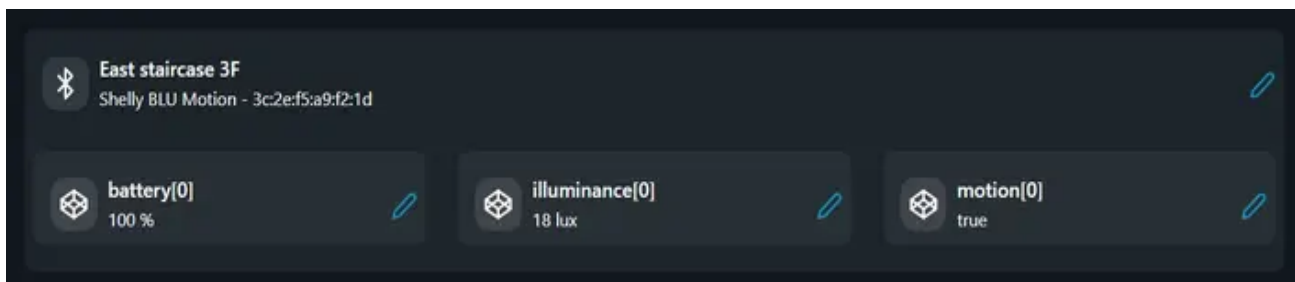 East staircase 3F
Shelly BLU Motion - 3c:2e:f5:a9:f2:1d
battery[0]
100 %
illuminance[0]
18 lux
motion[0]
true